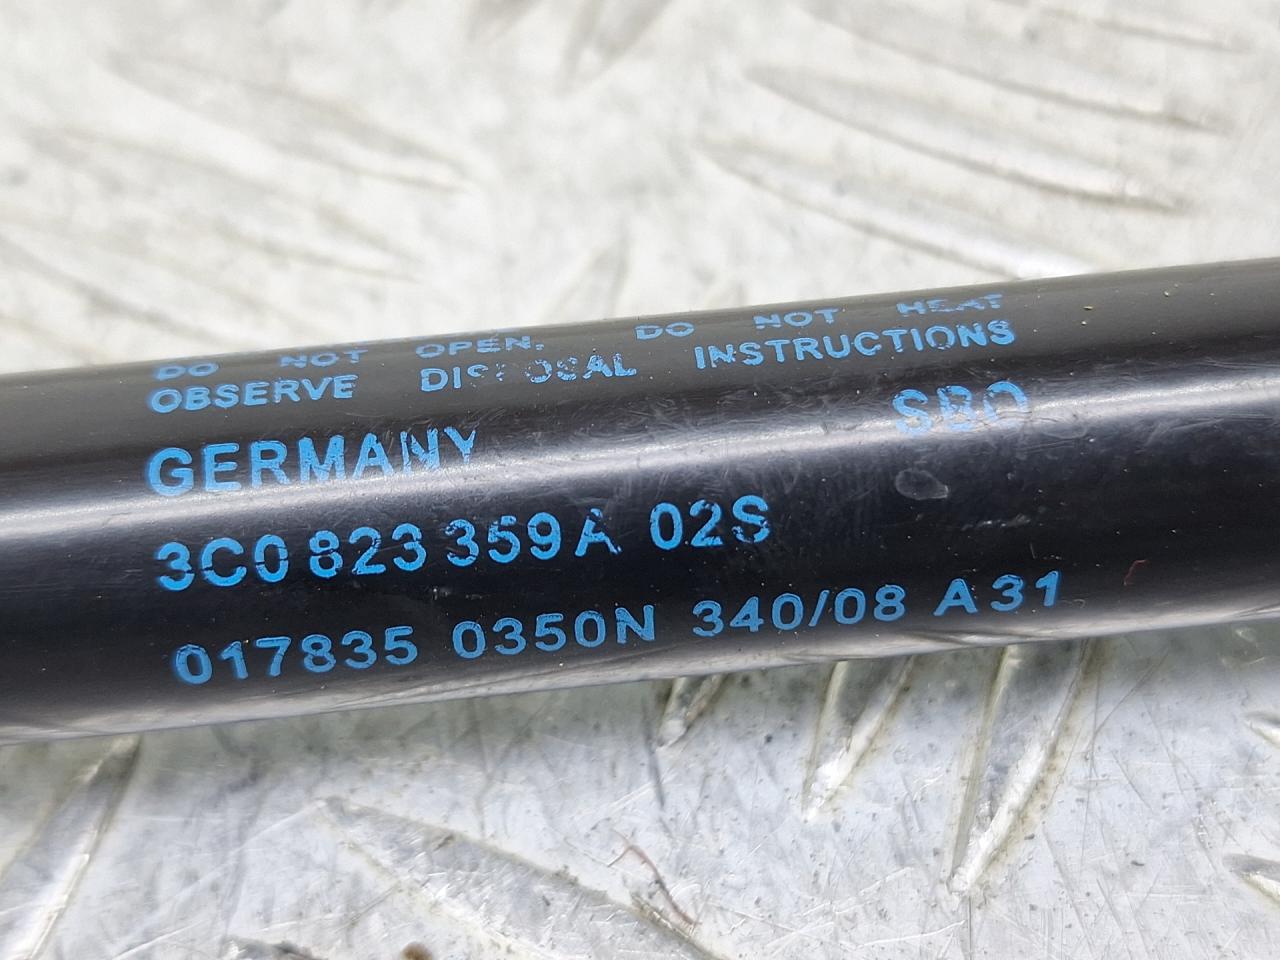 DO NOT OPEN. DO NOT HEAT
OBSERVE DISPOSAL INSTRUCTIONS
GERMANY SBO
3C0 823 359A 02S
017835 0350N 340/08 A31